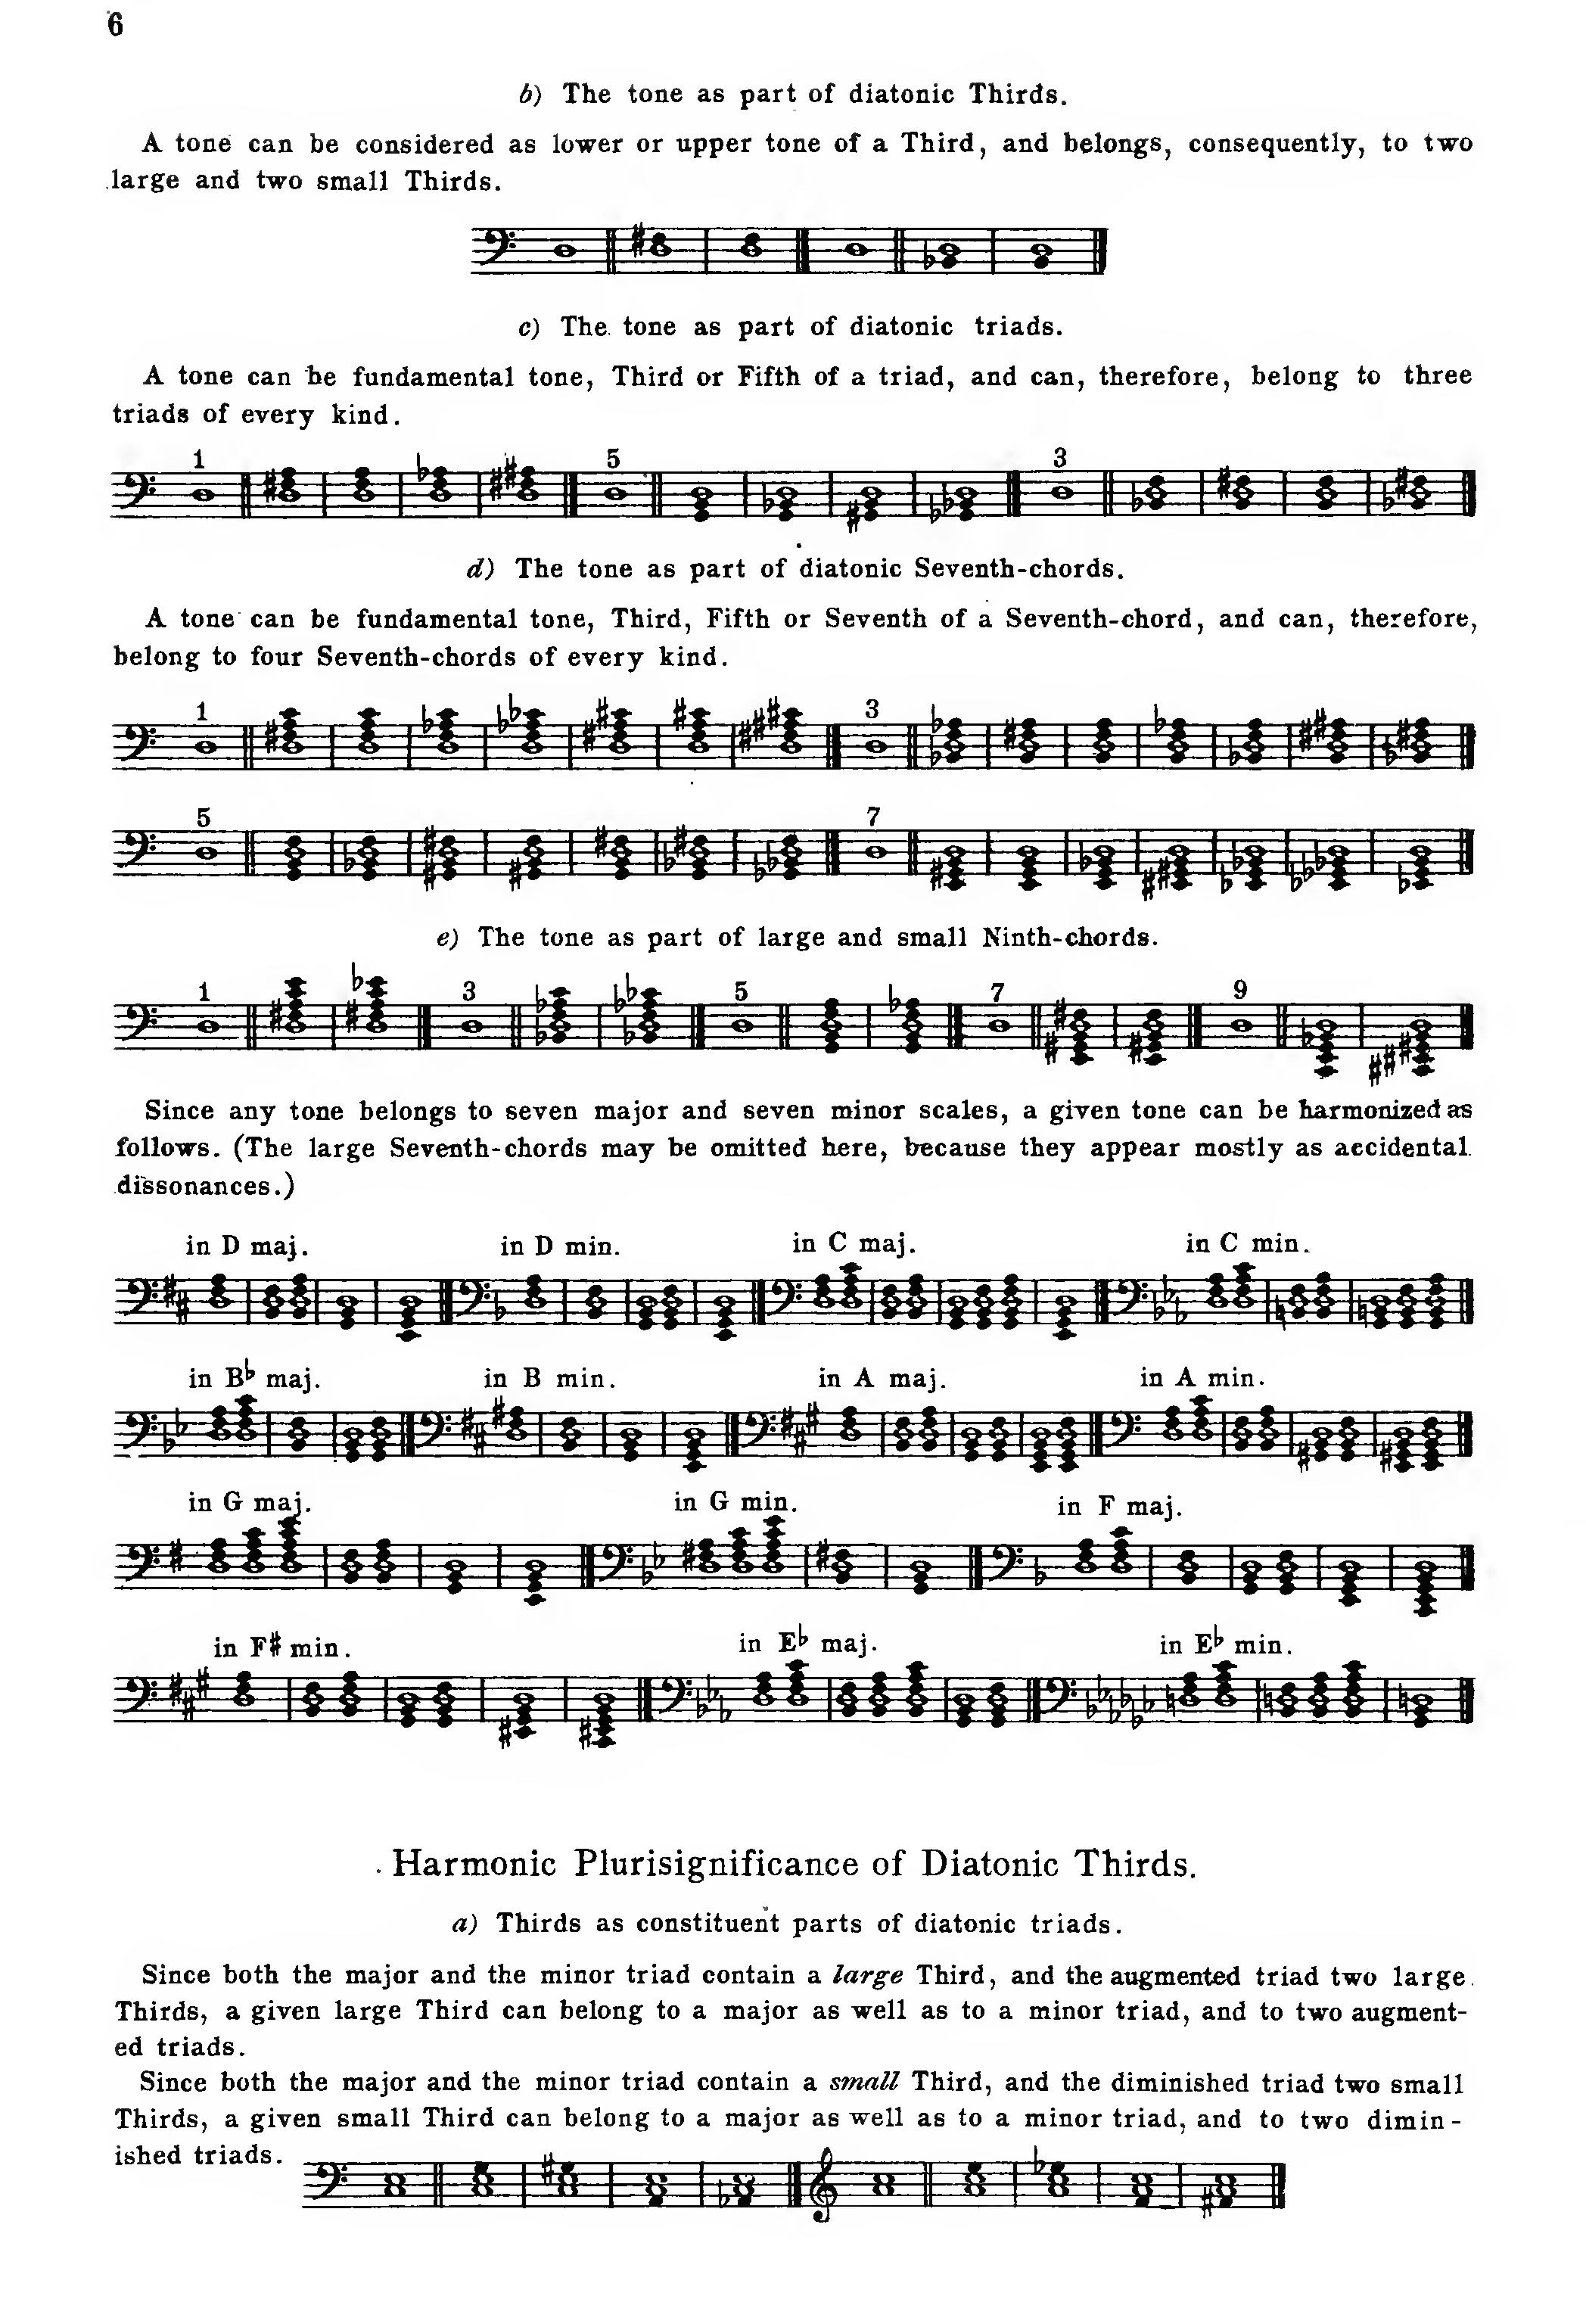 6
b) The tone as part of diatonic Thirds.
A tone can be considered as lower or upper tone of a Third, and belongs, consequently, to two
large and two small Thirds.
c) The tone as part of diatonic triads.
A tone can be fundamental tone, Third or Fifth of a triad, and can, therefore, belong to three
triads of every kind.
1 5 3
d) The tone as part of diatonic Seventh-chords.
A tone can be fundamental tone, Third, Fifth or Seventh of a Seventh-chord, and can, therefore,
belong to four Seventh-chords of every kind.
1 3
5 7
e) The tone as part of large and small Ninth-chords.
1 3 5 7 9
Since any tone belongs to seven major and seven minor scales, a given tone can be harmonized as
follows. (The large Seventh-chords may be omitted here, because they appear mostly as accidental
dissonances.)
in D maj. in D min. in C maj. in C min.
in B♭ maj. in B min. in A maj. in A min.
in G maj. in G min. in F maj.
in F♯ min. in E♭ maj. in E♭ min.
Harmonic Plurisignificance of Diatonic Thirds.
a) Thirds as constituent parts of diatonic triads.
Since both the major and the minor triad contain a large Third, and the augmented triad two large
Thirds, a given large Third can belong to a major as well as to a minor triad, and to two augment-
ed triads.
Since both the major and the minor triad contain a small Third, and the diminished triad two small
Thirds, a given small Third can belong to a major as well as to a minor triad, and to two dimin-
ished triads.